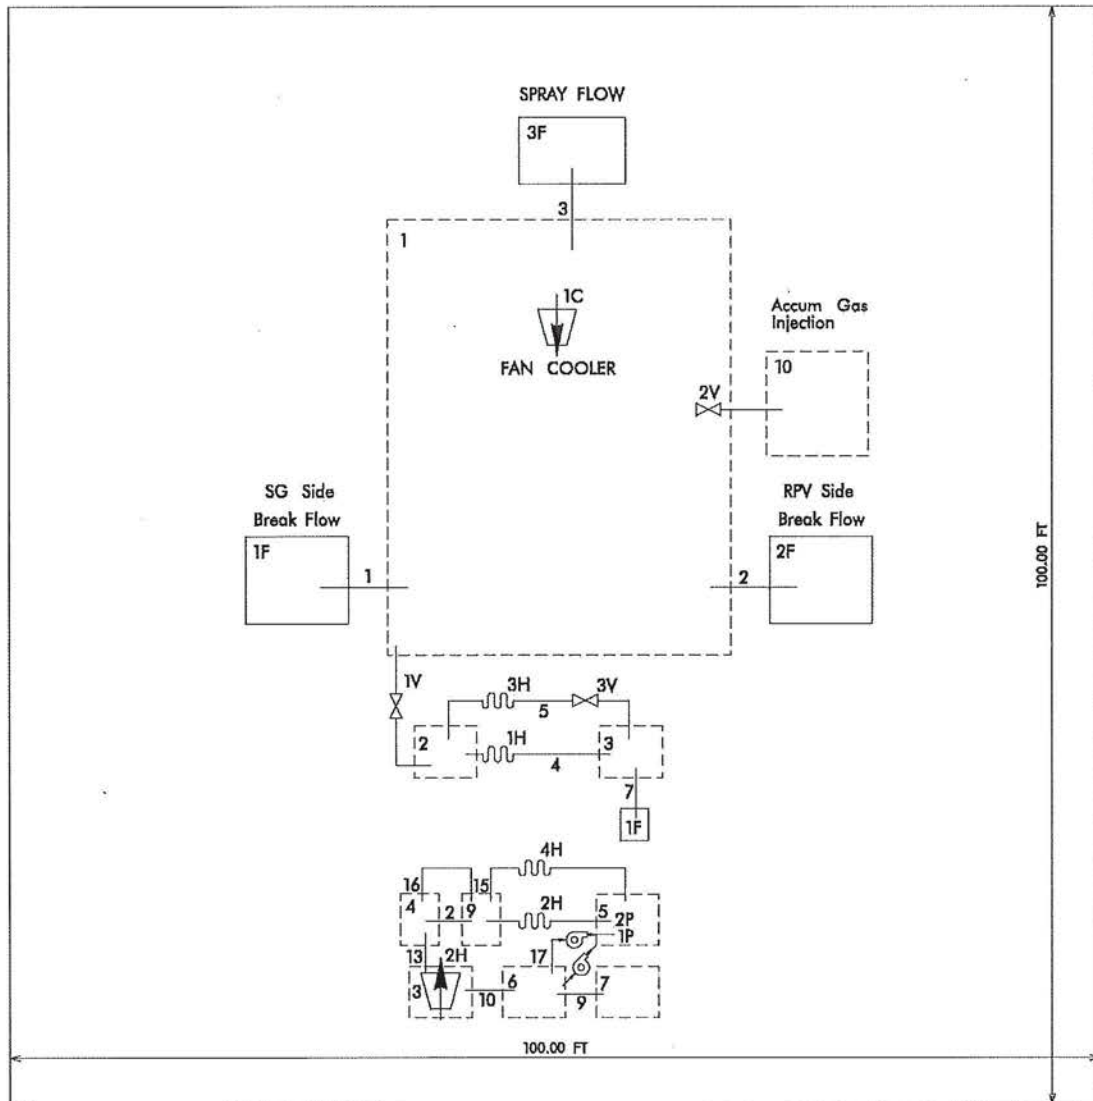 SPRAY FLOW
3F
3
1
1C
FAN COOLER
Accum Gas
Injection
10
2V
SG Side
Break Flow
1F
1
RPV Side
Break Flow
2F
2
100.00 FT
1V
3H
3V
5
2
1H
3
4
7
1F
4H
16
15
4
2
9
2H
5
2P
1P
13
2H
17
3
10
6
9
7
100.00 FT